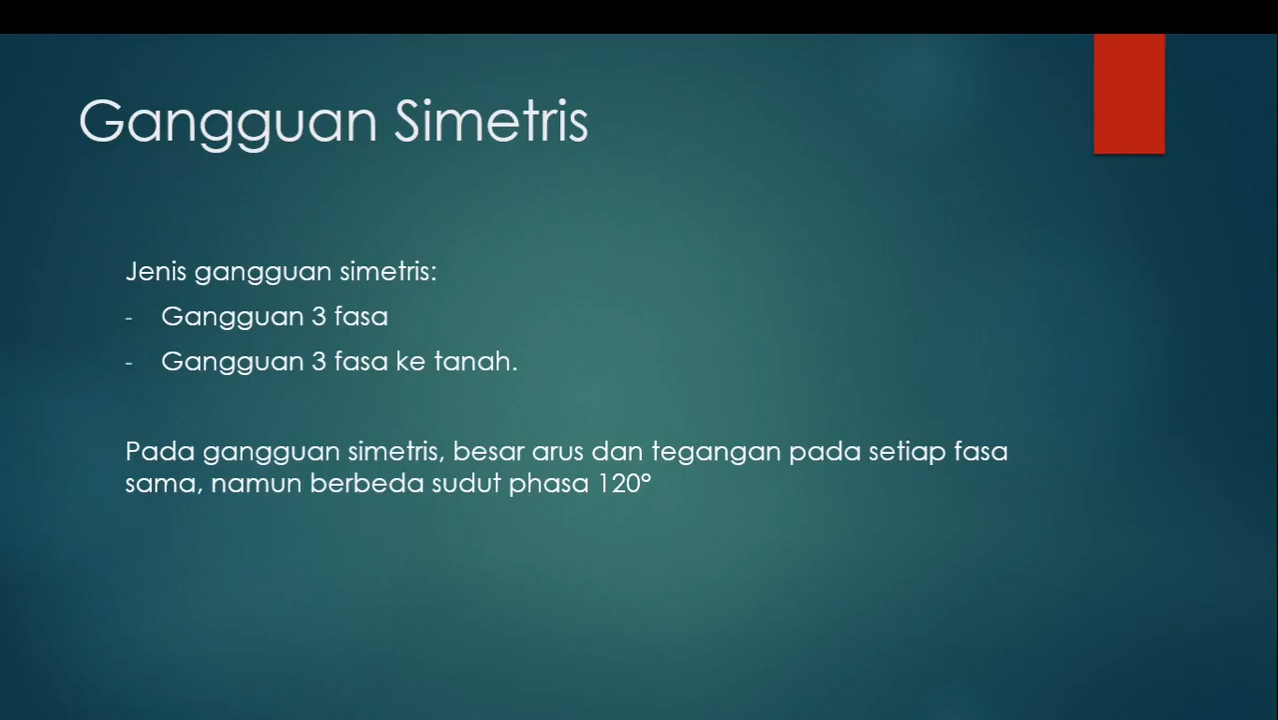 Gangguan Simetris
Jenis gangguan simetris:
- Gangguan 3 fasa
- Gangguan 3 fasa ke tanah.
Pada gangguan simetris, besar arus dan tegangan pada setiap fasa
sama, namun berbeda sudut phasa 120°